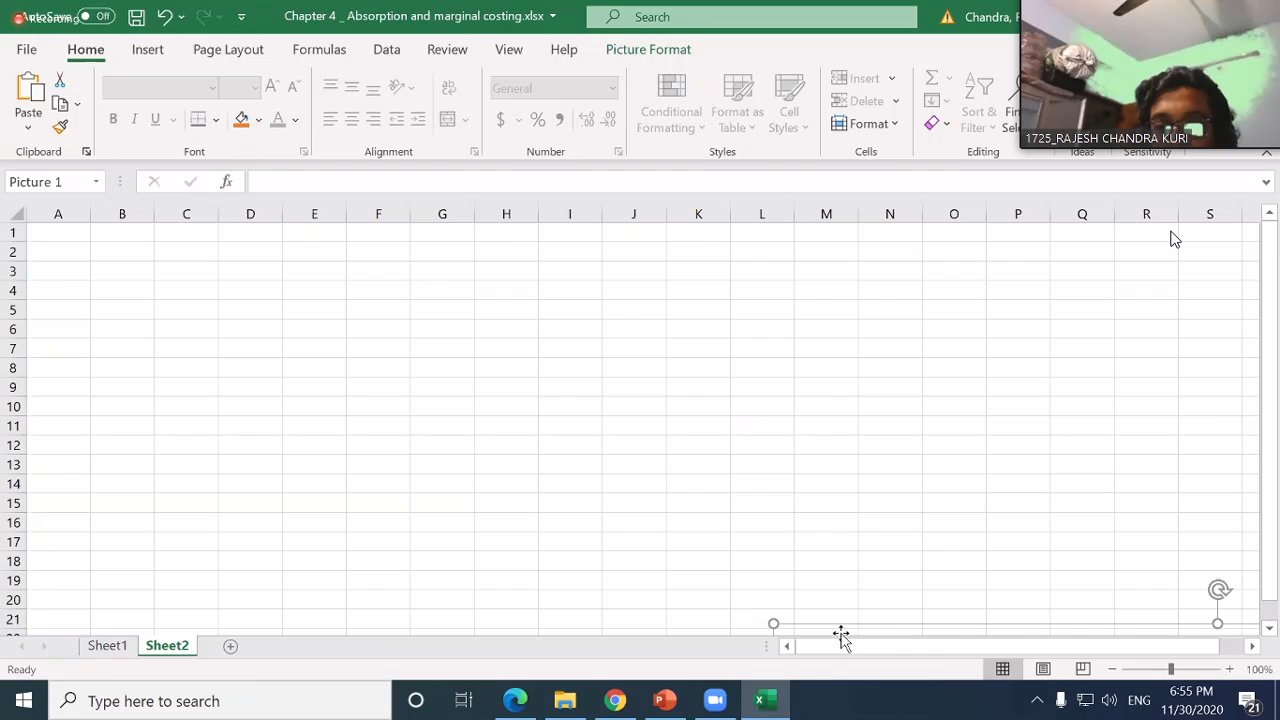 AutoSave Off Chapter 4 _ Absorption and marginal costing.xlsx Search Chandra,
File Home Insert Page Layout Formulas Data Review View Help Picture Format
Paste General Conditional Formatting Format as Table Cell Styles Insert Delete Format Sort & Filter
1725_RAJESH CHANDRA KURI
Clipboard Font Alignment Number Styles Cells Editing Ideas Sensitivity
Picture 1 fx
A B C D E F G H I J K L M N O P Q R S
1
2
3
4
5
6
7
8
9
10
11
12
13
14
15
16
17
18
19
20
21
Sheet1 Sheet2
Ready 100%
Type here to search ENG 6:55 PM
11/30/2020 21